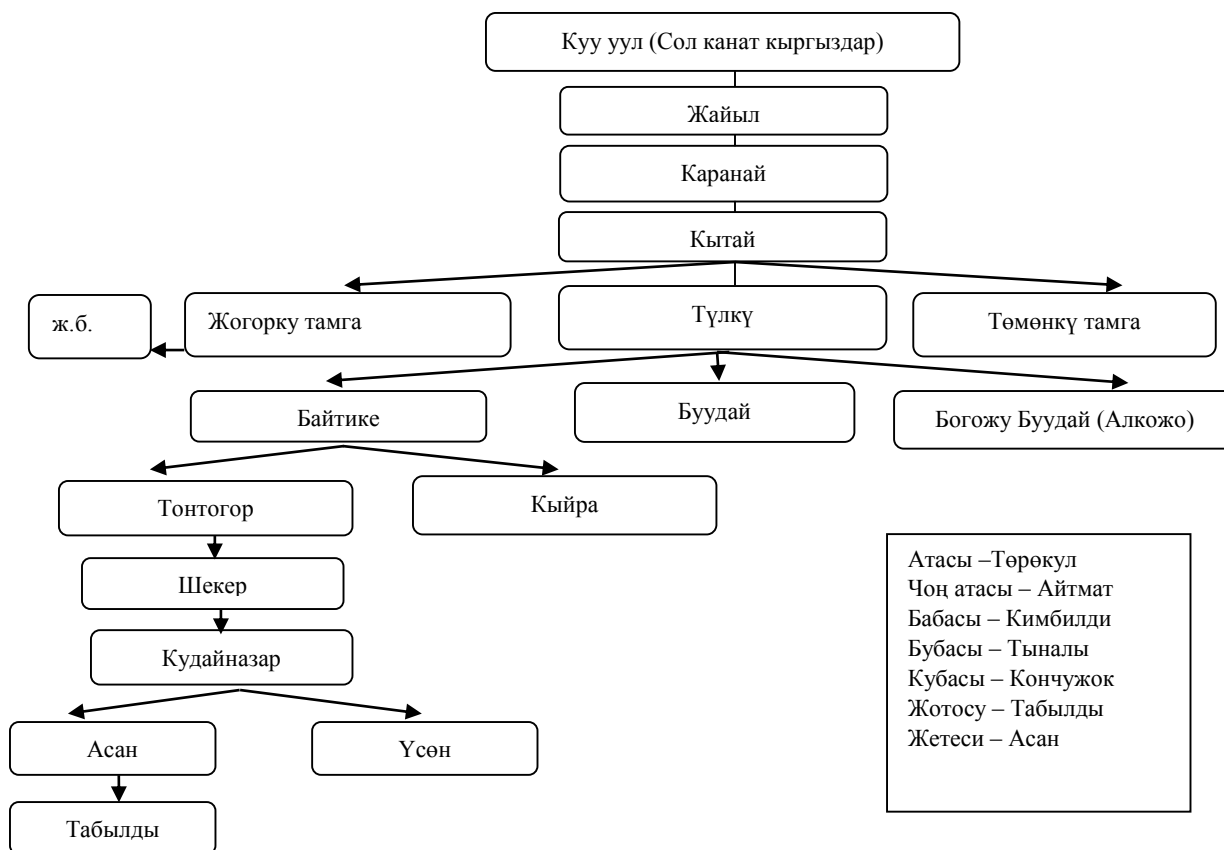 Куу уул (Сол канат кыргыздар)
Жайыл
Каранай
Кытай
ж.б.
Жогорку тамга
Түлкү
Төмөнкү тамга
Байтике
Буудай
Богожу Буудай (Алкожо)
Тонтогор
Кыйра
Шекер
Кудайназар
Асан
Үсөн
Табылды
Атасы –Төрөкул
Чоң атасы – Айтмат
Бабасы – Кимбилди
Бубасы – Тыналы
Кубасы – Кончужок
Жотосу – Табылды
Жетеси – Асан